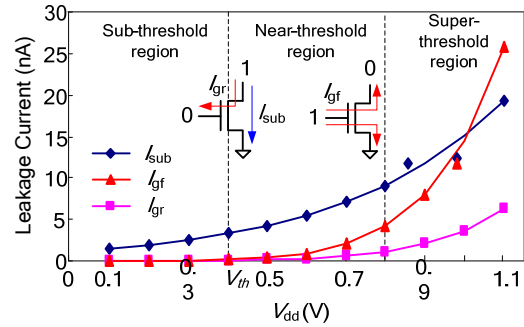 Sub-threshold region
Near-threshold region
Super-threshold region
Leakage Current (nA)
30
25
20
15
10
5
0
1
0
Igr
Isub
0
1
Igf
Isub
Igf
Igr
0 0.1 0.3 Vth 0.5 0.7 0.9 1.1
Vdd (V)